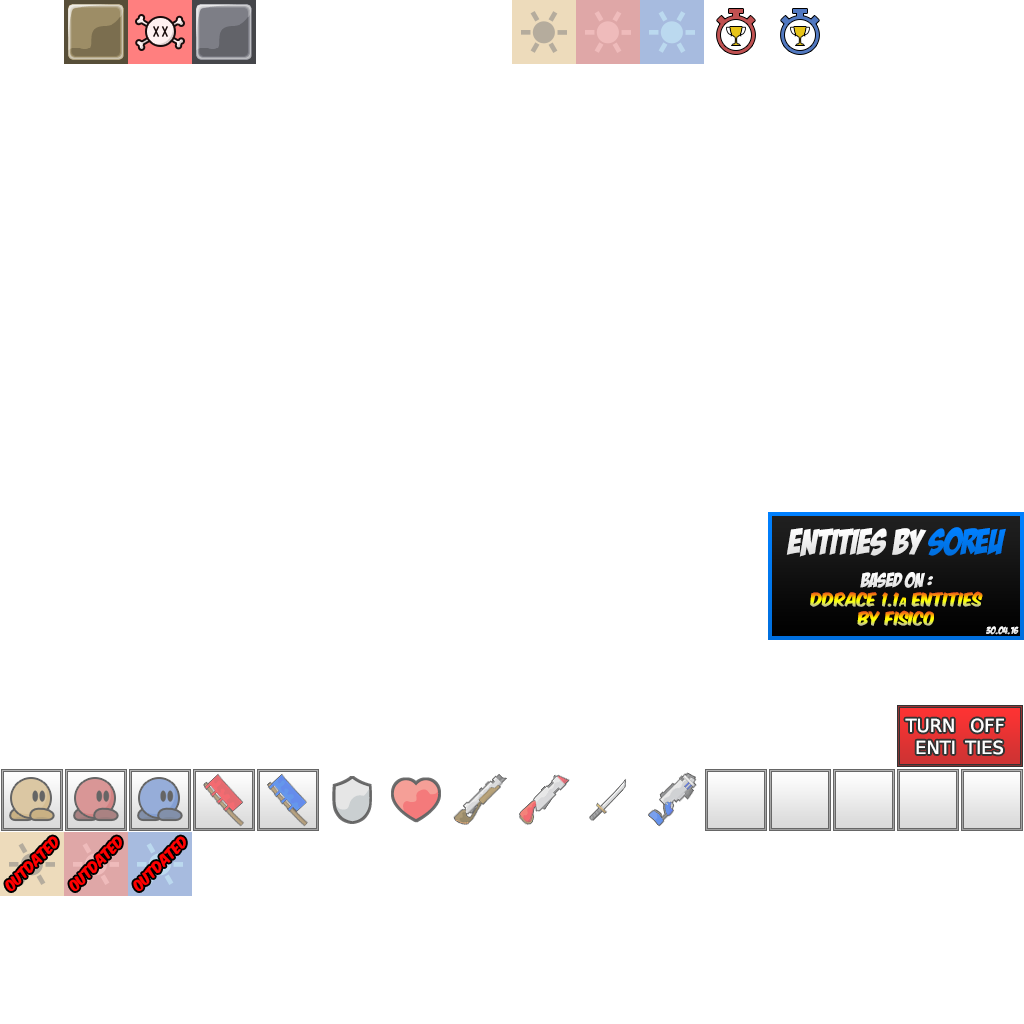 ENTITIES BY SOREU
BASED ON :
DDRACE 1.1A ENTITIES
BY FISICO
30.04.16
TURN OFF
ENTI TIES
OUTDATED
OUTDATED
OUTDATED